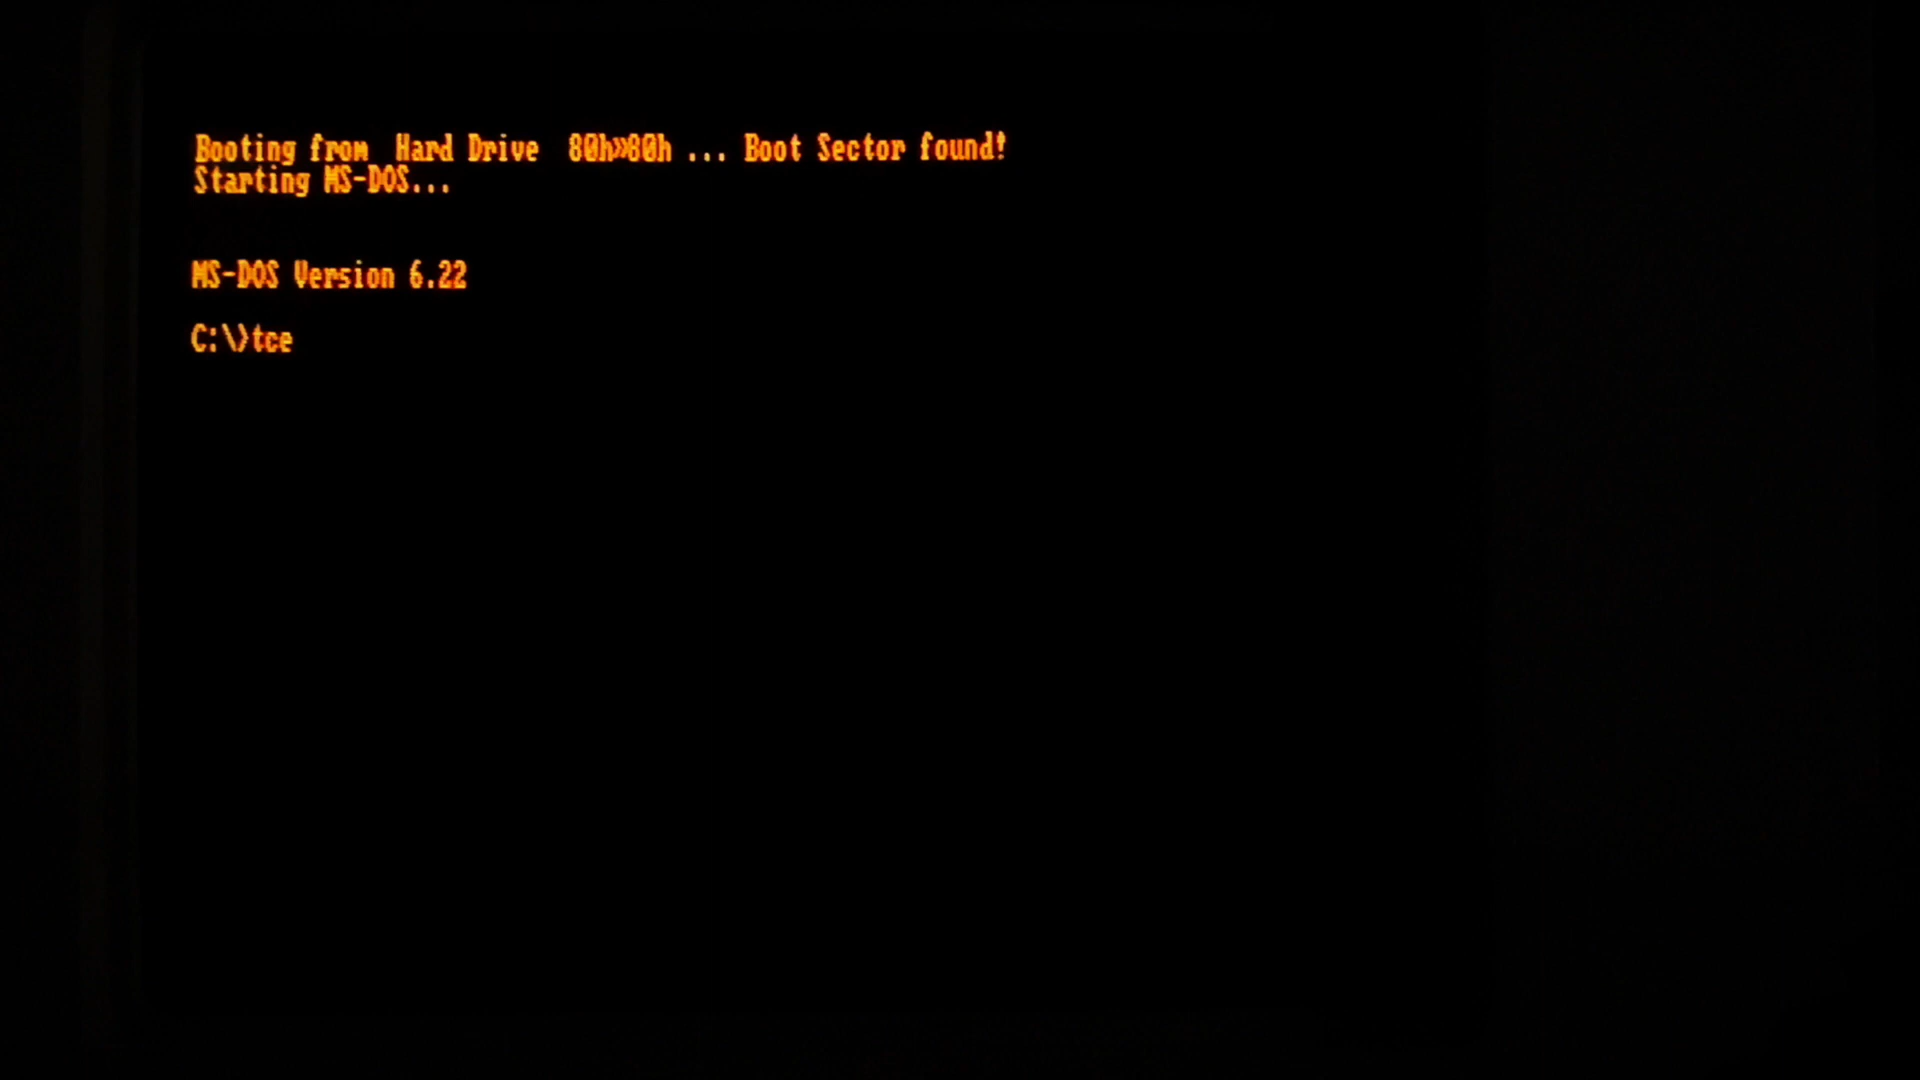 Booting from  Hard Drive  80h»80h ... Boot Sector found!
Starting MS-DOS...
MS-DOS Version 6.22
C:\>tce